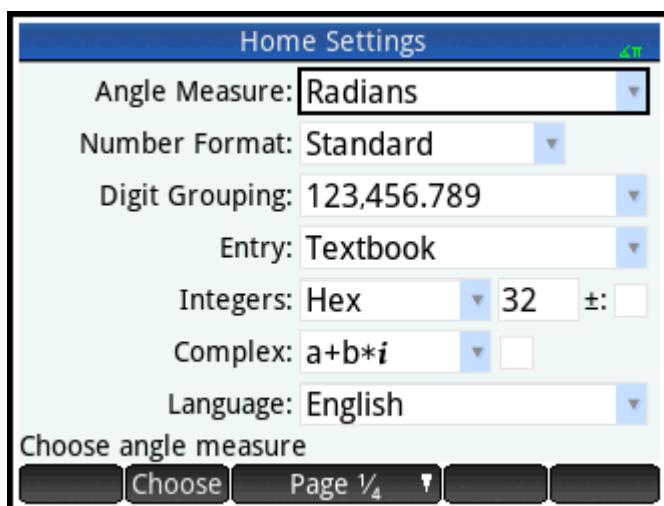 Home Settings ∡π
Angle Measure: Radians
Number Format: Standard
Digit Grouping: 123,456.789
Entry: Textbook
Integers: Hex 32 ±:
Complex: a+b*i
Language: English
Choose angle measure
Choose Page ¼